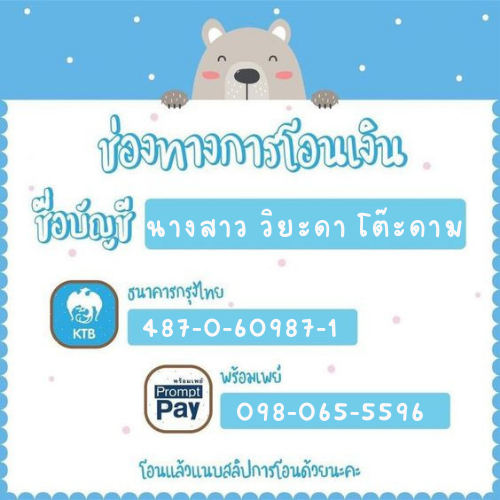 ช่องทางการโอนเงิน
ชื่อบัญชี นางสาว วิยะดา โต๊ะดาม
ธนาคารกรุงไทย
KTB 487-0-60987-1
พร้อมเพย์
พร้อมเพย์
Prompt
Pay 098-065-5596
โอนแล้วแนบสลิปการโอนด้วยนะคะ